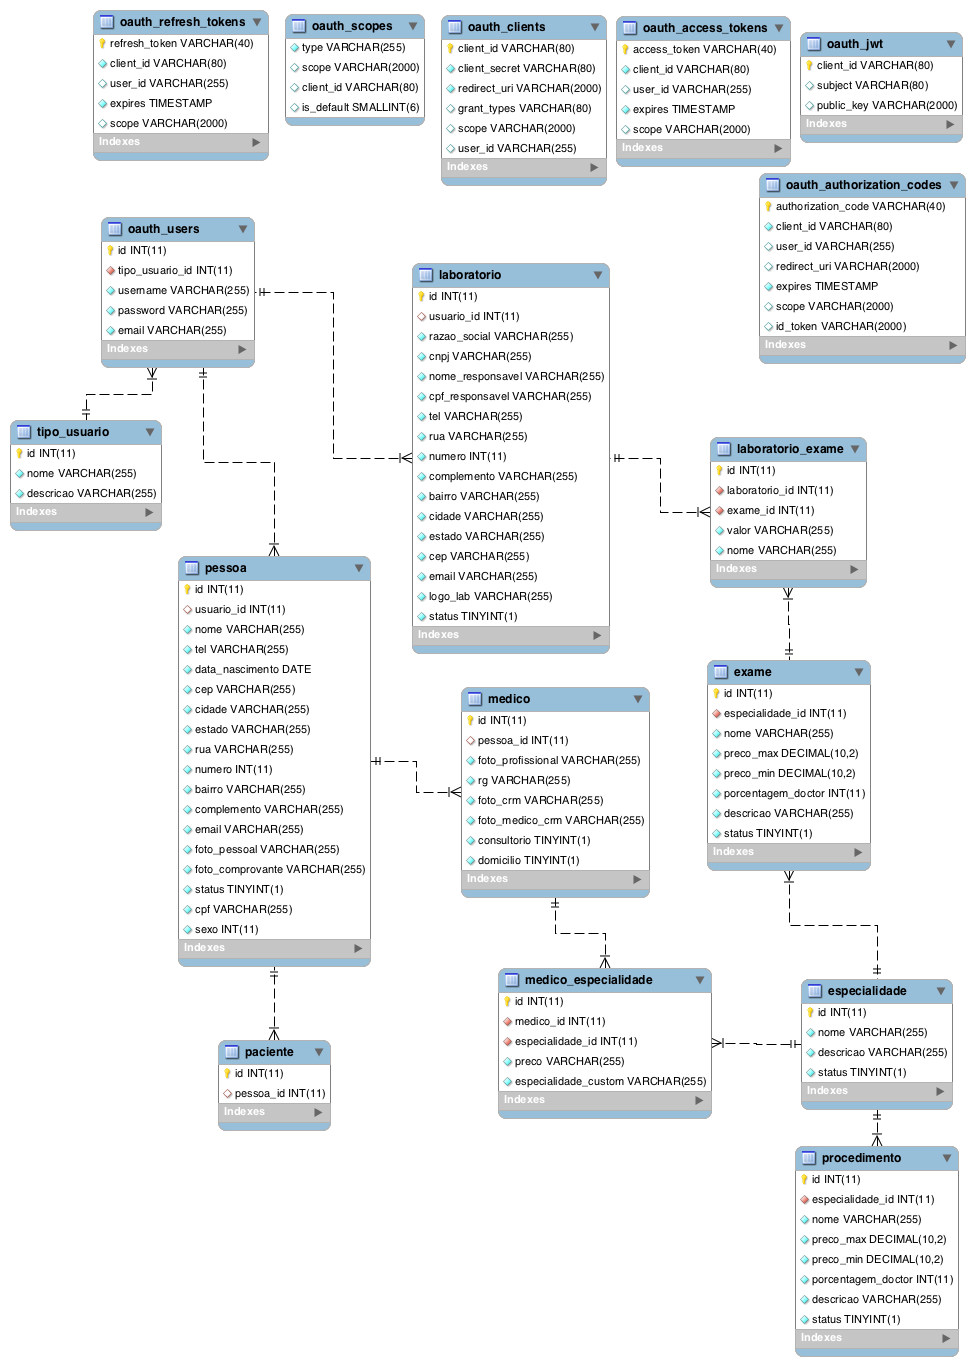 oauth_refresh_tokens
refresh_token VARCHAR(40)
client_id VARCHAR(80)
user_id VARCHAR(255)
expires TIMESTAMP
scope VARCHAR(2000)
Indexes
oauth_scopes
type VARCHAR(255)
scope VARCHAR(2000)
client_id VARCHAR(80)
is_default SMALLINT(6)
oauth_clients
client_id VARCHAR(80)
client_secret VARCHAR(80)
redirect_uri VARCHAR(2000)
grant_types VARCHAR(80)
scope VARCHAR(2000)
user_id VARCHAR(255)
Indexes
oauth_access_tokens
access_token VARCHAR(40)
client_id VARCHAR(80)
user_id VARCHAR(255)
expires TIMESTAMP
scope VARCHAR(2000)
Indexes
oauth_jwt
client_id VARCHAR(80)
subject VARCHAR(80)
public_key VARCHAR(2000)
Indexes
oauth_authorization_codes
authorization_code VARCHAR(40)
client_id VARCHAR(80)
user_id VARCHAR(255)
redirect_uri VARCHAR(2000)
expires TIMESTAMP
scope VARCHAR(2000)
id_token VARCHAR(2000)
Indexes
oauth_users
id INT(11)
tipo_usuario_id INT(11)
username VARCHAR(255)
password VARCHAR(255)
email VARCHAR(255)
Indexes
laboratorio
id INT(11)
usuario_id INT(11)
razao_social VARCHAR(255)
cnpj VARCHAR(255)
nome_responsavel VARCHAR(255)
cpf_responsavel VARCHAR(255)
tel VARCHAR(255)
rua VARCHAR(255)
numero INT(11)
complemento VARCHAR(255)
bairro VARCHAR(255)
cidade VARCHAR(255)
estado VARCHAR(255)
cep VARCHAR(255)
email VARCHAR(255)
logo_lab VARCHAR(255)
status TINYINT(1)
Indexes
tipo_usuario
id INT(11)
nome VARCHAR(255)
descricao VARCHAR(255)
Indexes
laboratorio_exame
id INT(11)
laboratorio_id INT(11)
exame_id INT(11)
valor VARCHAR(255)
nome VARCHAR(255)
Indexes
pessoa
id INT(11)
usuario_id INT(11)
nome VARCHAR(255)
tel VARCHAR(255)
data_nascimento DATE
cep VARCHAR(255)
cidade VARCHAR(255)
estado VARCHAR(255)
rua VARCHAR(255)
numero INT(11)
bairro VARCHAR(255)
complemento VARCHAR(255)
email VARCHAR(255)
foto_pessoal VARCHAR(255)
foto_comprovante VARCHAR(255)
status TINYINT(1)
cpf VARCHAR(255)
sexo INT(11)
Indexes
medico
id INT(11)
pessoa_id INT(11)
foto_profissional VARCHAR(255)
rg VARCHAR(255)
foto_crm VARCHAR(255)
foto_medico_crm VARCHAR(255)
consultorio TINYINT(1)
domicilio TINYINT(1)
Indexes
exame
id INT(11)
especialidade_id INT(11)
nome VARCHAR(255)
preco_max DECIMAL(10,2)
preco_min DECIMAL(10,2)
porcentagem_doctor INT(11)
descricao VARCHAR(255)
status TINYINT(1)
Indexes
medico_especialidade
id INT(11)
medico_id INT(11)
especialidade_id INT(11)
preco VARCHAR(255)
especialidade_custom VARCHAR(255)
Indexes
especialidade
id INT(11)
nome VARCHAR(255)
descricao VARCHAR(255)
status TINYINT(1)
Indexes
paciente
id INT(11)
pessoa_id INT(11)
Indexes
procedimento
id INT(11)
especialidade_id INT(11)
nome VARCHAR(255)
preco_max DECIMAL(10,2)
preco_min DECIMAL(10,2)
porcentagem_doctor INT(11)
descricao VARCHAR(255)
status TINYINT(1)
Indexes